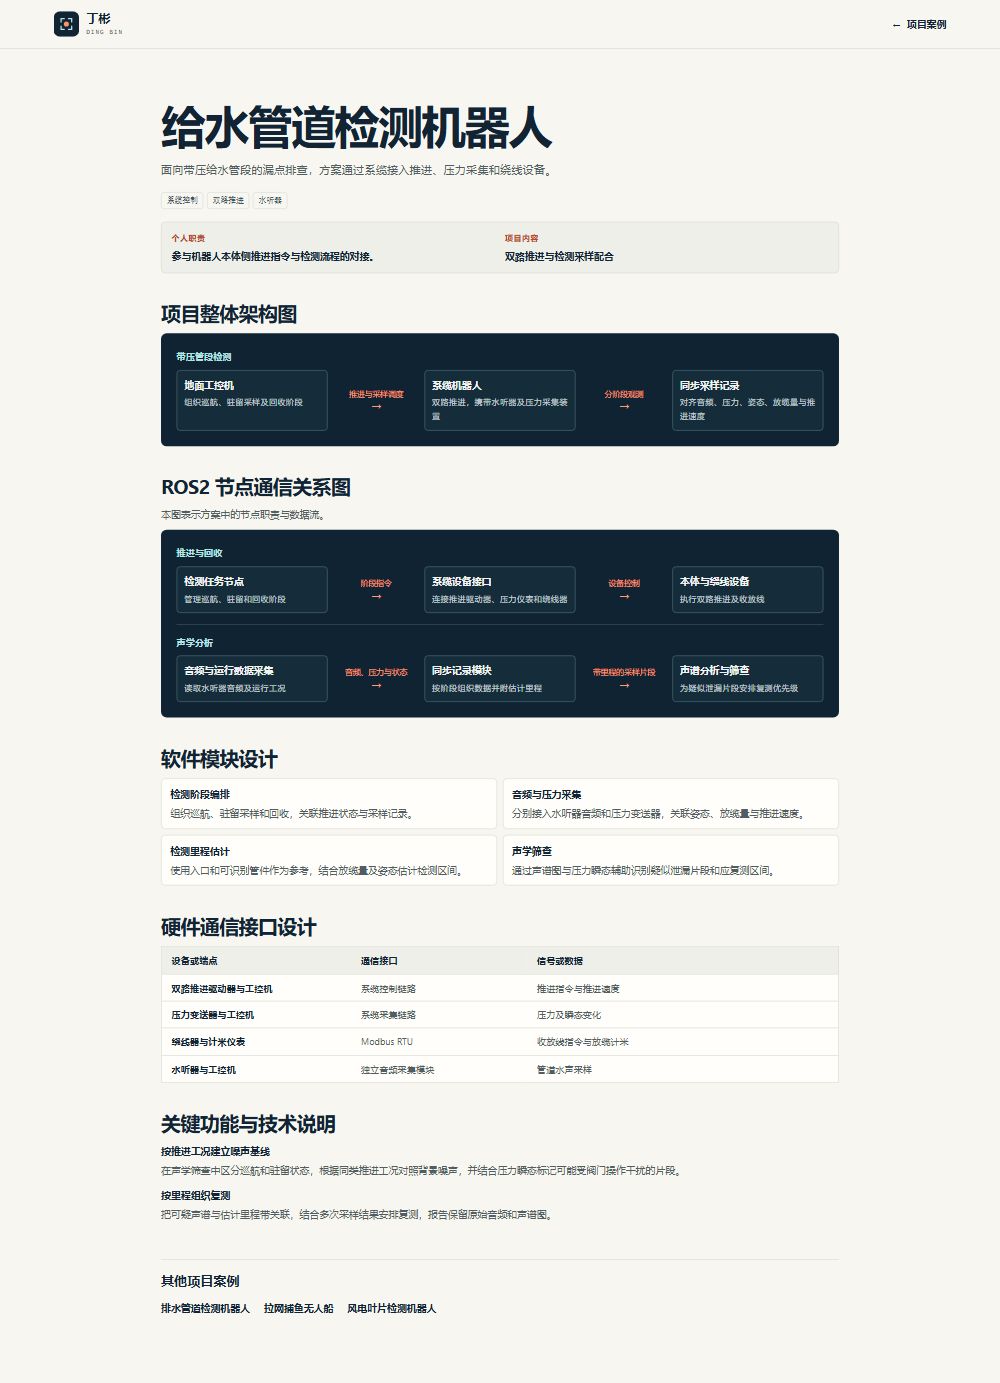 丁彬
DING BIN
← 项目案例
给水管道检测机器人
面向带压给水管段的漏点排查，方案通过系缆接入推进、压力采集和绕线设备。
系缆控制 双路推进 水听器
个人职责
参与机器人本体侧推进指令与检测流程的对接。
项目内容
双路推进与检测采样配合
项目整体架构图
带压管段检测
地面工控机
组织巡航、驻留采样及回收阶段
推进与采样调度
→
系缆机器人
双路推进，携带水听器及压力采集装
置
分阶段观测
→
同步采样记录
对齐音频、压力、姿态、放缆量与推
进速度
ROS2 节点通信关系图
本图表示方案中的节点职责与数据流。
推进与回收
检测任务节点
管理巡航、驻留和回收阶段
阶段指令
→
系缆设备接口
连接推进驱动器、压力仪表和绕线器
设备控制
→
本体与绕线设备
执行双路推进及收放线
声学分析
音频与运行数据采集
读取水听器音频及运行工况
音频、压力与状态
→
同步记录模块
按阶段组织数据并附估计里程
带里程的采样片段
→
声谱分析与筛查
为疑似泄漏片段安排复测优先级
软件模块设计
检测阶段编排
组织巡航、驻留采样和回收，关联推进状态与采样记录。
音频与压力采集
分别接入水听器音频和压力变送器，关联姿态、放缆量与推进速度。
检测里程估计
使用入口和可识别管件作为参考，结合放缆量及姿态估计检测区间。
声学筛查
通过声谱图与压力瞬态辅助识别疑似泄漏片段和应复测区间。
硬件通信接口设计
设备或端点 通信接口 信号或数据
双路推进驱动器与工控机 系缆控制链路 推进指令与推进速度
压力变送器与工控机 系缆采集链路 压力及瞬态变化
绕线器与计米仪表 Modbus RTU 收放线指令与放缆计米
水听器与工控机 独立音频采集模块 管道水声采样
关键功能与技术说明
按推进工况建立噪声基线
在声学筛查中区分巡航和驻留状态，根据同类推进工况对照背景噪声，并结合压力瞬态标记可能受阀门操作干扰的片段。
按里程组织复测
把可疑声谱与估计里程带关联，结合多次采样结果安排复测，报告保留原始音频和声谱图。
其他项目案例
排水管道检测机器人 拉网捕鱼无人船 风电叶片检测机器人